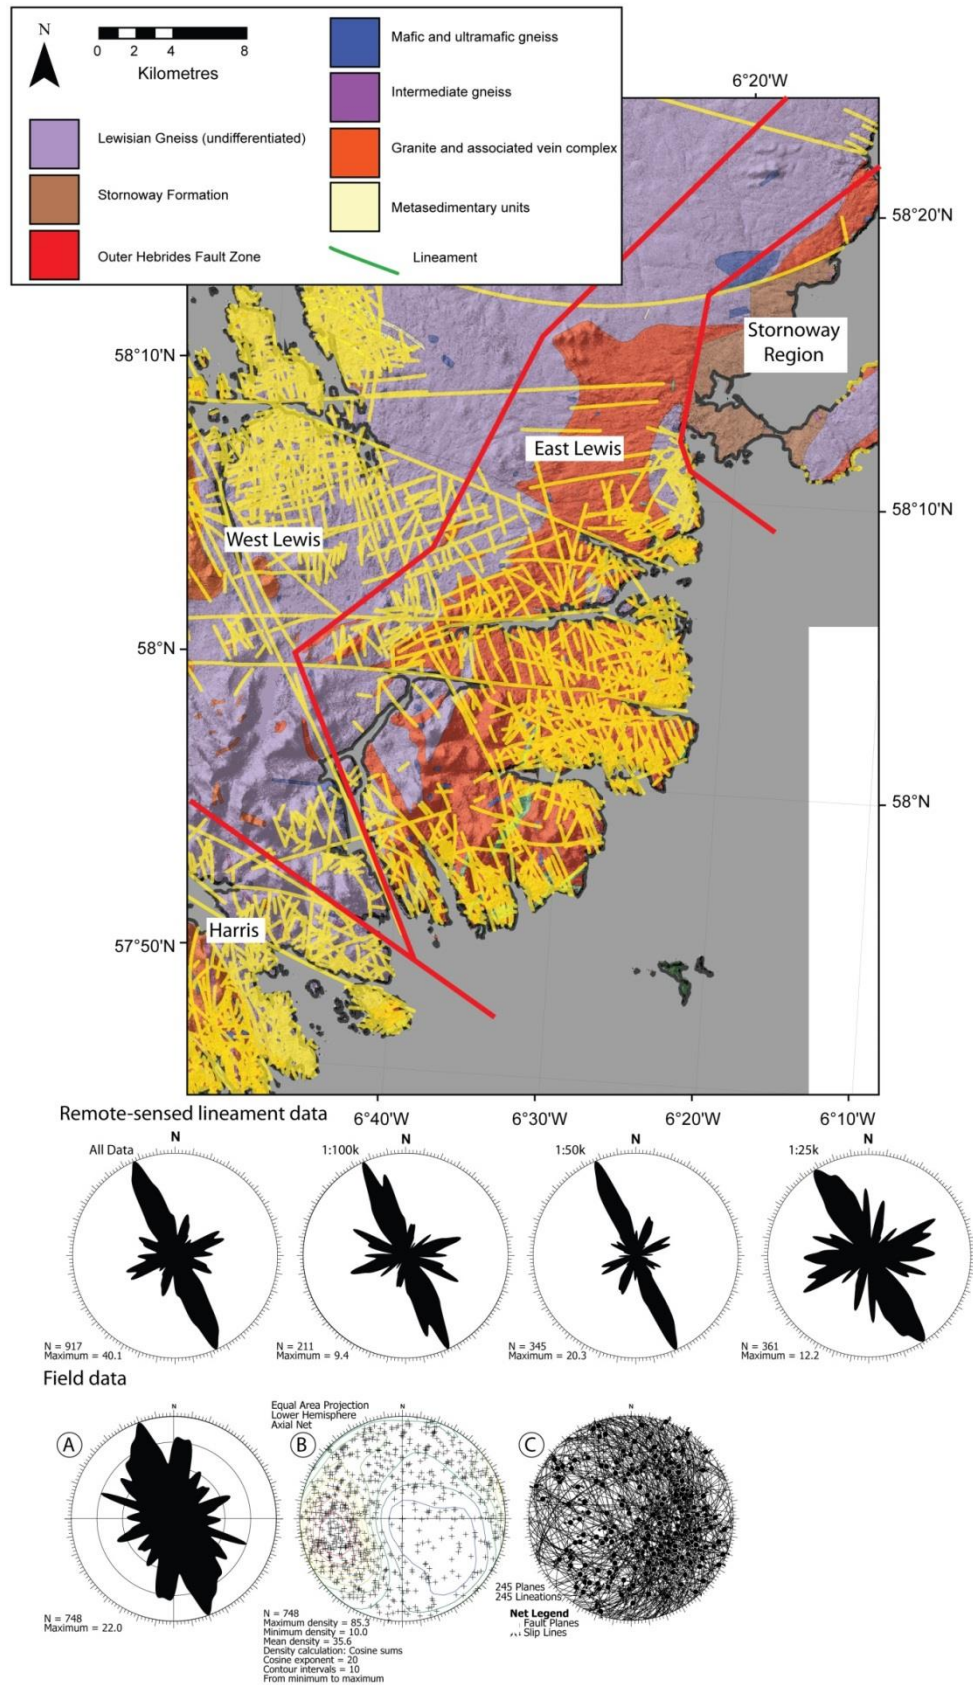 N
0 2 4 8
Kilometres
Lewisian Gneiss (undifferentiated)
Stornoway Formation
Outer Hebrides Fault Zone
Mafic and ultramafic gneiss
Intermediate gneiss
Granite and associated vein complex
Metasedimentary units
Lineament
6°20'W
58°20'N
58°10'N
Stornoway
Region
East Lewis
58°10'N
West Lewis
58°N
58°N
Harris
57°50'N
6°40'W 6°30'W 6°20'W 6°10'W
Remote-sensed lineament data
All Data
N
N = 917
Maximum = 40.1
1:100k
N
N = 211
Maximum = 9.4
1:50k
N
N = 345
Maximum = 20.3
1:25k
N
N = 361
Maximum = 12.2
Field data
A
N
N = 748
Maximum = 22.0
Equal Area Projection
Lower Hemisphere
Axial Net
B
N
N = 748
Maximum density = 85.3
Minimum density = 10.0
Mean density = 35.6
Density calculation: Cosine sums
Cosine exponent = 20
Contour intervals = 10
From minimum to maximum
C
N
245 Planes
245 Lineations
Net Legend
Fault Planes
Slip Lines